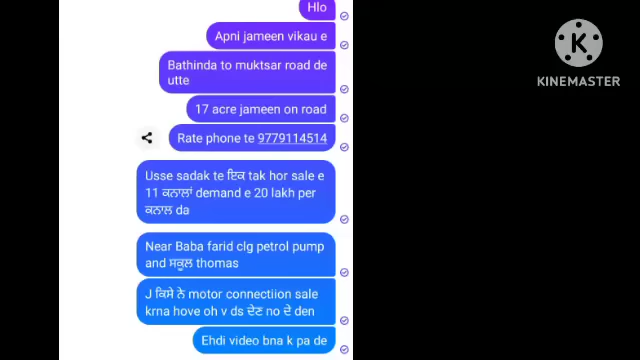 Hlo
Apni jameen vikau e
Bathinda to muktsar road de
utte
17 acre jameen on road
Rate phone te 9779114514
Usse sadak te ਇਕ tak hor sale e
11 ਕਨਾਲਾਂ demand e 20 lakh per
ਕਨਾਲ da
Near Baba farid clg petrol pump
and ਸਕੂਲ thomas
J ਕਿਸੇ ਨੇ motor connectiion sale
krna hove oh v ds ਦੇਣ no ਦੇ den
Ehdi video bna k pa de
K
KINEMASTER